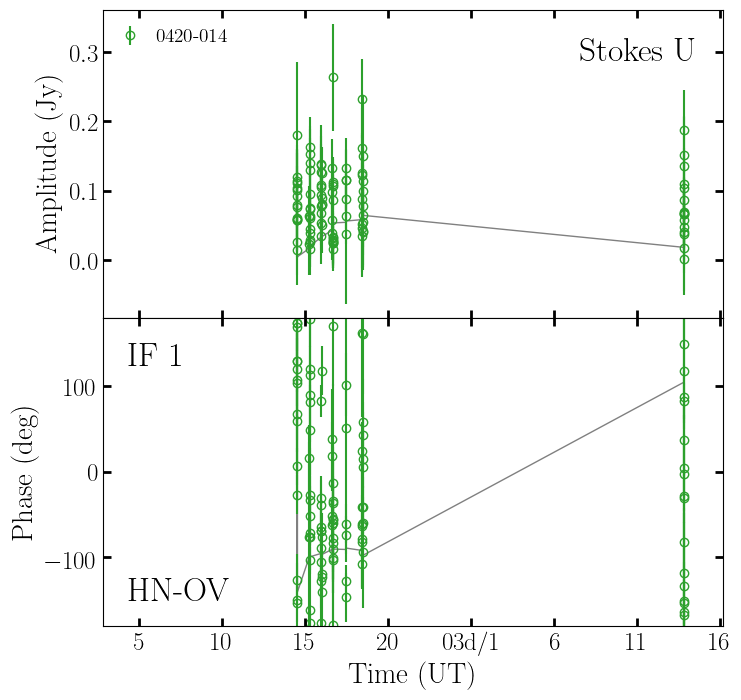 0420-014
Stokes U
Amplitude (Jy)
0.3
0.2
0.1
0.0
IF 1
HN-OV
Phase (deg)
100
0
−100
5 10 15 20 03d/1 6 11 16
Time (UT)